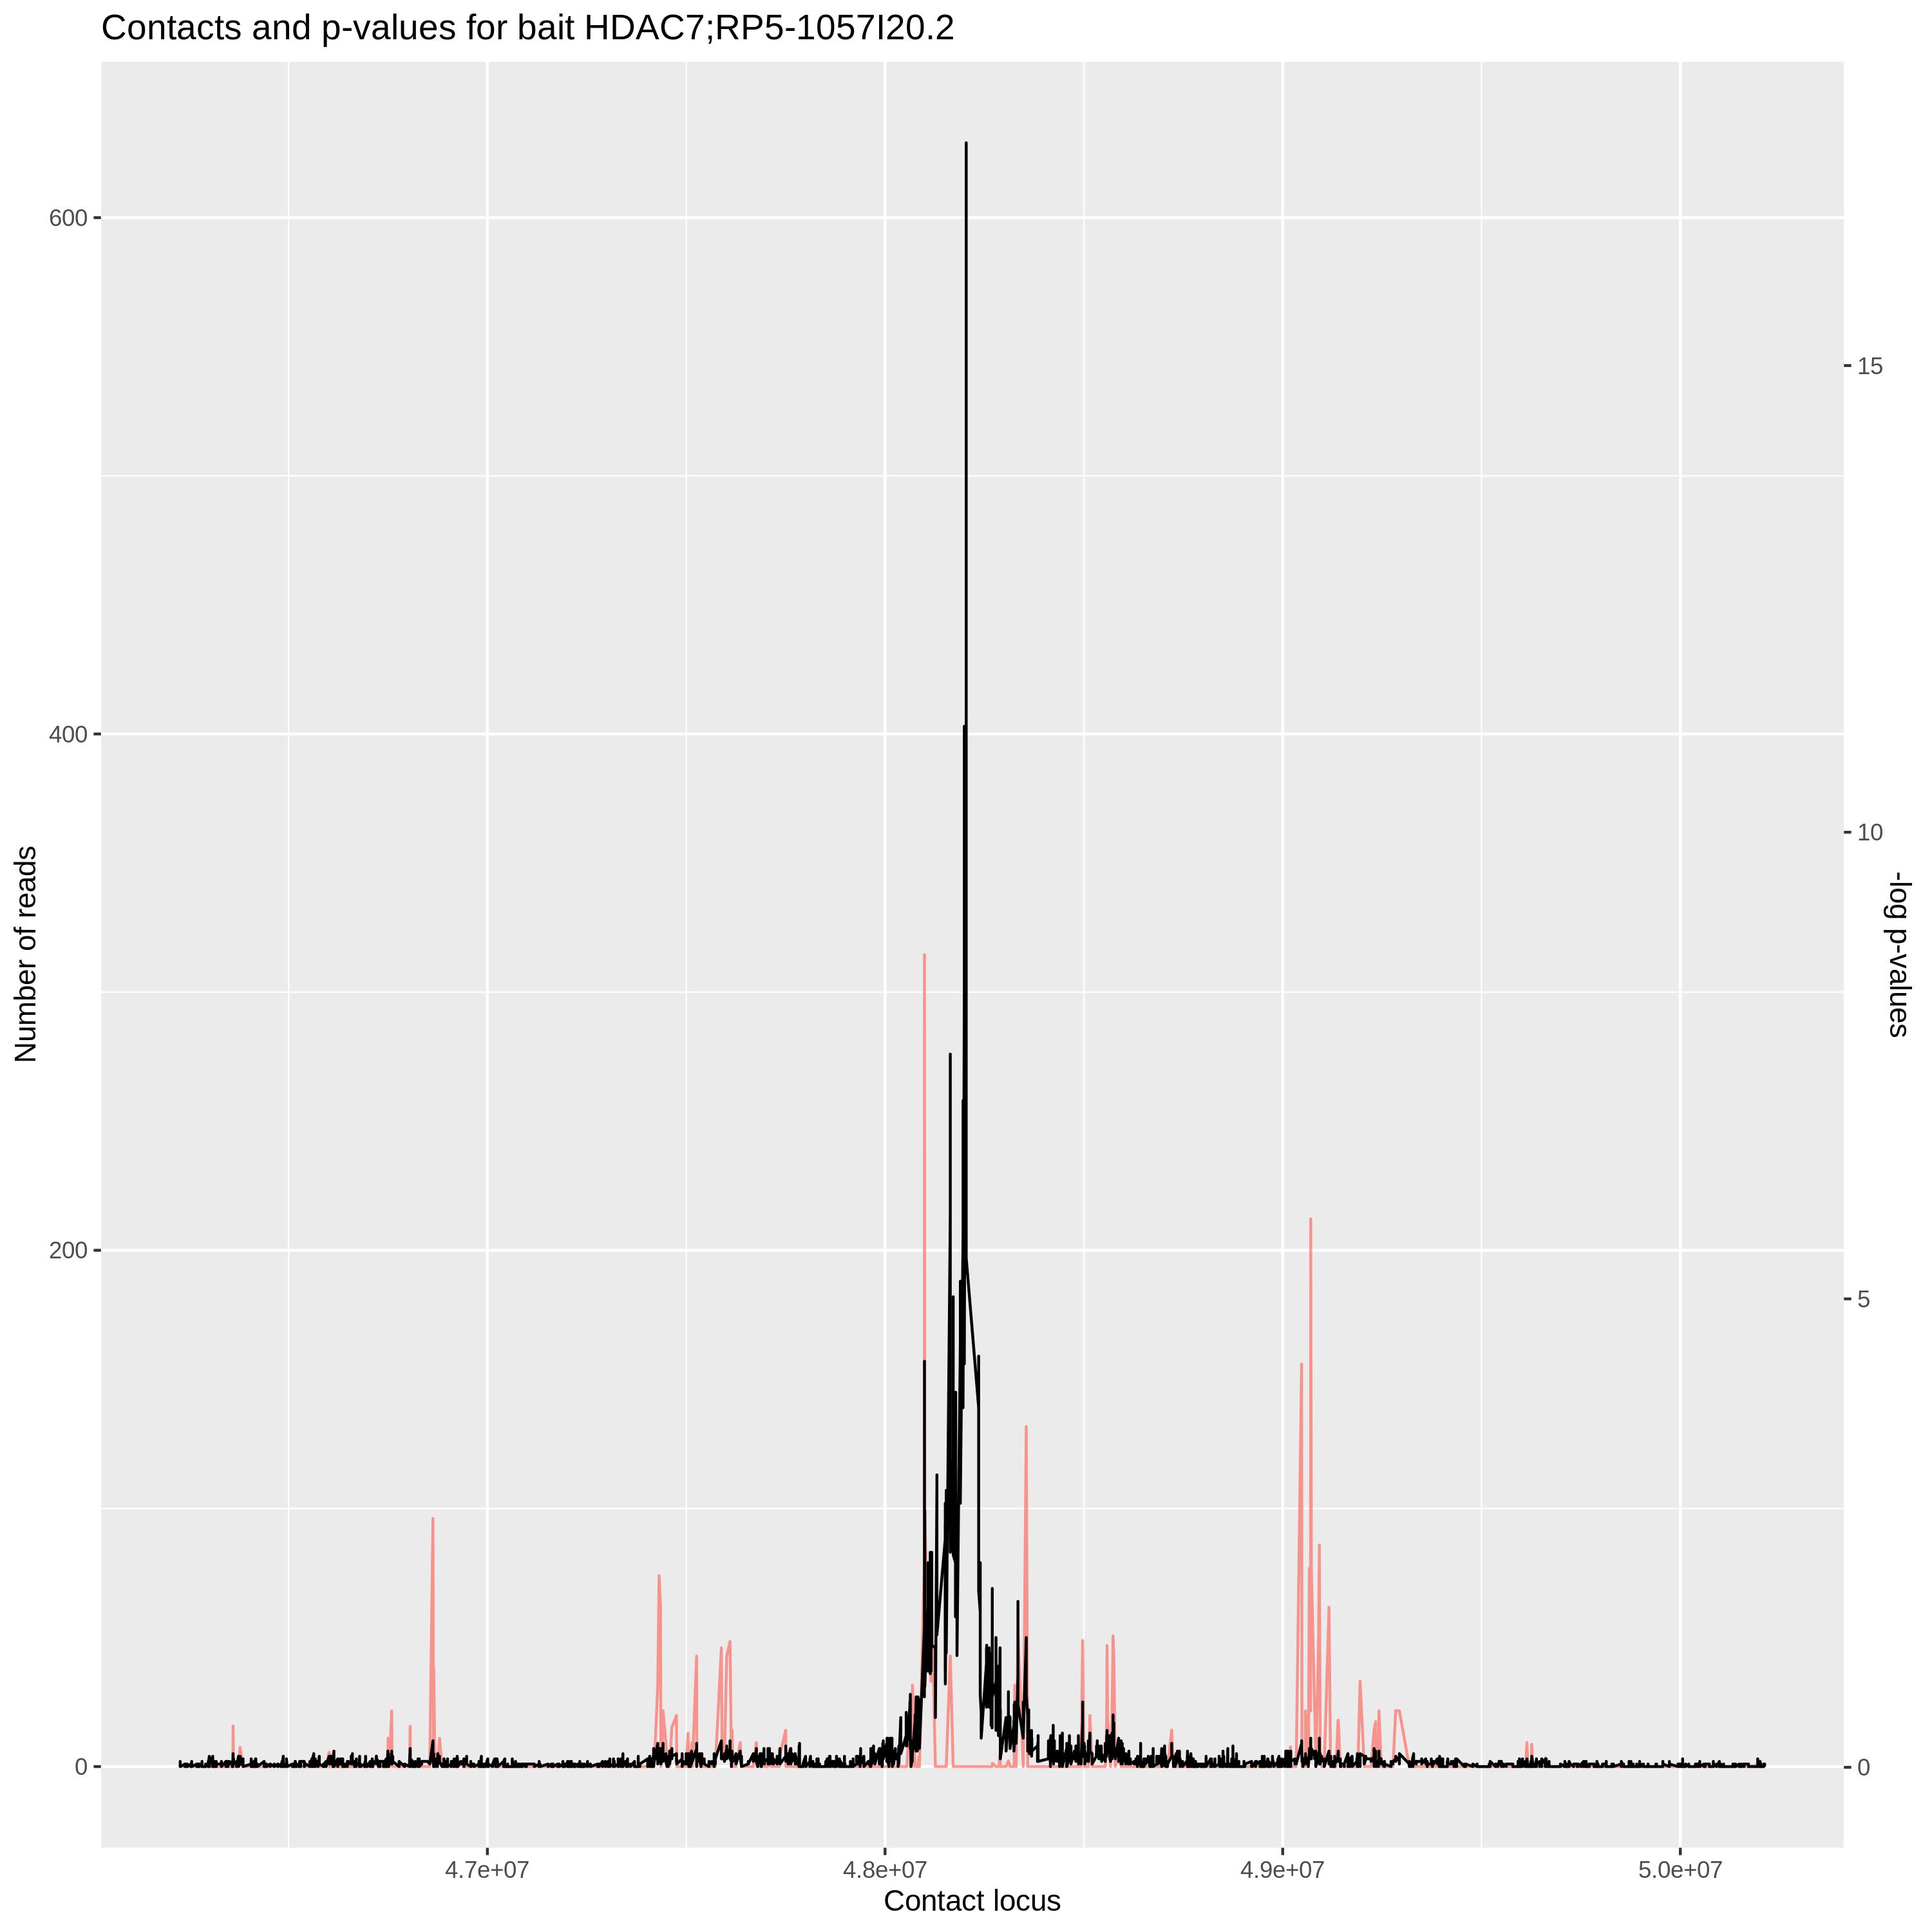 Contacts and p-values for bait HDAC7;RP5-1057I20.2
600
400
200
0
Number of reads
15
10
5
0
-log p-values
4.7e+07
4.8e+07
4.9e+07
5.0e+07
Contact locus